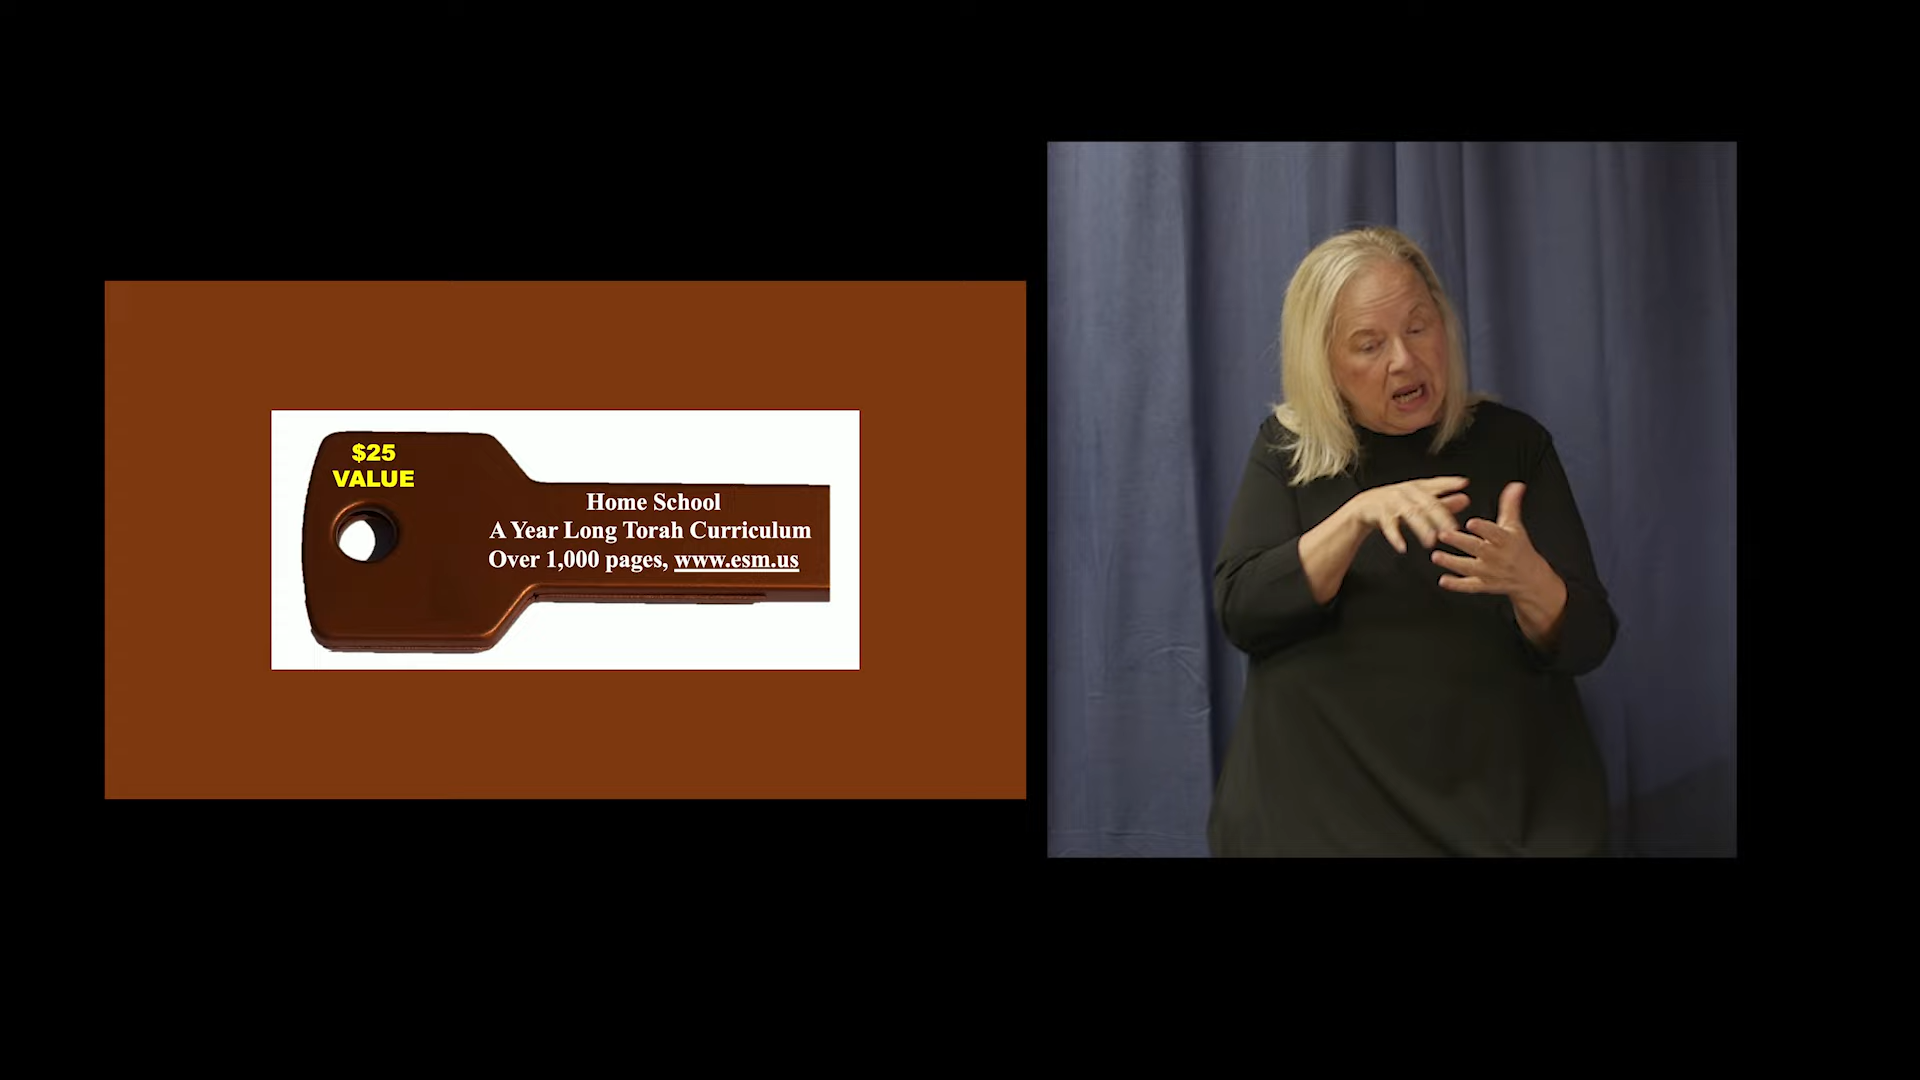 $25
VALUE
Home School
A Year Long Torah Curriculum
Over 1,000 pages, www.esm.us